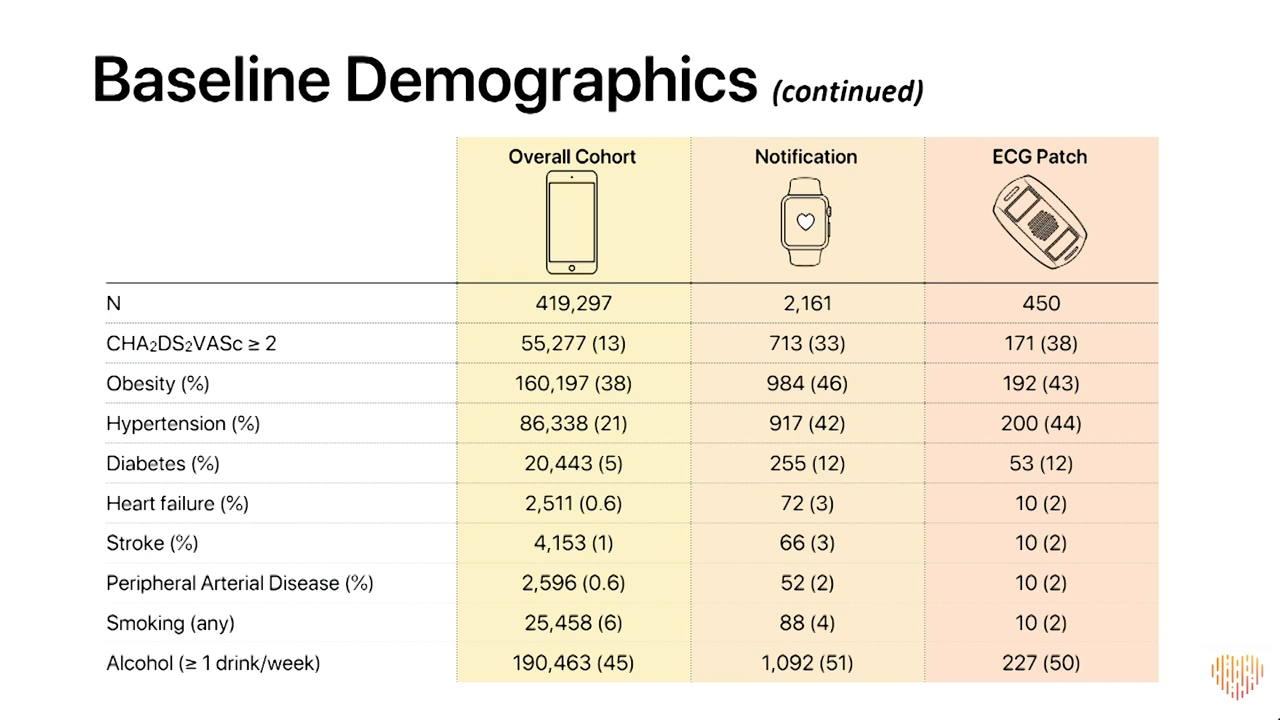 Baseline Demographics (continued)
Overall Cohort Notification ECG Patch
N 419,297 2,161 450
CHA₂DS₂VASc ≥ 2 55,277 (13) 713 (33) 171 (38)
Obesity (%) 160,197 (38) 984 (46) 192 (43)
Hypertension (%) 86,338 (21) 917 (42) 200 (44)
Diabetes (%) 20,443 (5) 255 (12) 53 (12)
Heart failure (%) 2,511 (0.6) 72 (3) 10 (2)
Stroke (%) 4,153 (1) 66 (3) 10 (2)
Peripheral Arterial Disease (%) 2,596 (0.6) 52 (2) 10 (2)
Smoking (any) 25,458 (6) 88 (4) 10 (2)
Alcohol (≥ 1 drink/week) 190,463 (45) 1,092 (51) 227 (50)